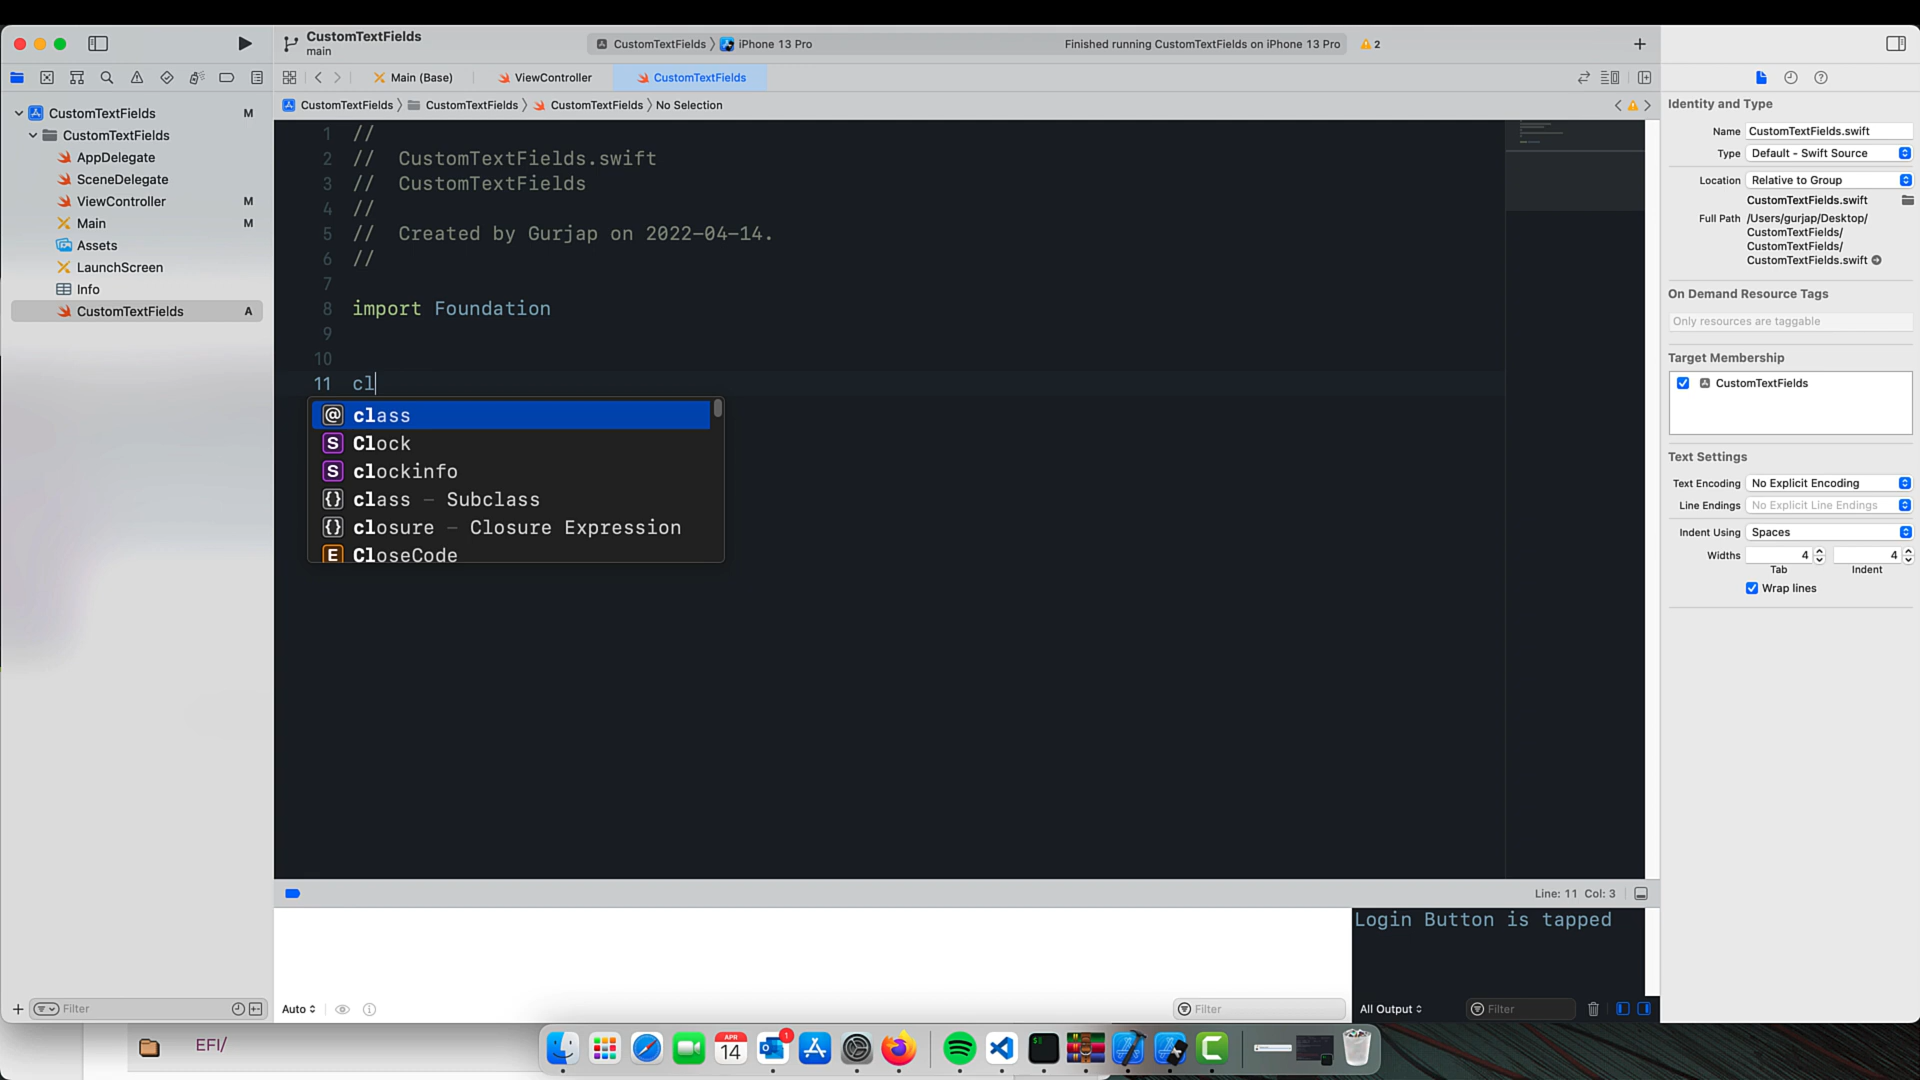 CustomTextFields
main
CustomTextFields
iPhone 13 Pro
Finished running CustomTextFields on iPhone 13 Pro
2
Main (Base)
ViewController
CustomTextFields
CustomTextFields
CustomTextFields
CustomTextFields
No Selection
CustomTextFields M
CustomTextFields
AppDelegate
SceneDelegate
ViewController M
Main M
Assets
LaunchScreen
Info
CustomTextFields A
1 //
2 // CustomTextFields.swift
3 // CustomTextFields
4 //
5 // Created by Gurjap on 2022-04-14.
6 //
7
8 import Foundation
9
10
11 cl
@ class
S Clock
S clockinfo
{} class – Subclass
{} closure – Closure Expression
E CloseCode
Identity and Type
Name CustomTextFields.swift
Type Default - Swift Source
Location Relative to Group
CustomTextFields.swift
Full Path /Users/gurjap/Desktop/
CustomTextFields/
CustomTextFields/
CustomTextFields.swift
On Demand Resource Tags
Only resources are taggable
Target Membership
CustomTextFields
Text Settings
Text Encoding No Explicit Encoding
Line Endings No Explicit Line Endings
Indent Using Spaces
Widths 4 4
Tab Indent
Wrap lines
Line: 11 Col: 3
Login Button is tapped
Filter
Auto
Filter
All Output
Filter
EFI/
APR
14
1